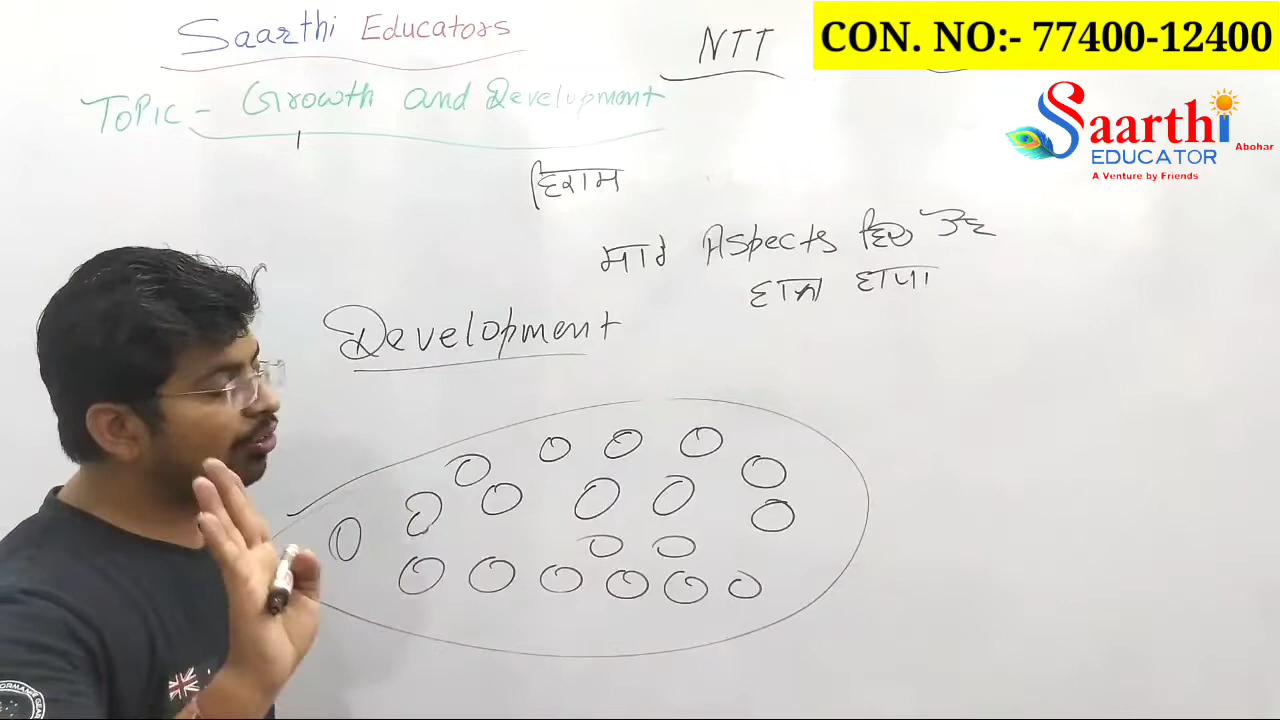 Saarthi Educators
NTT
CON. NO:- 77400-12400
Topic - Growth and Development
Saarthi
EDUCATOR
Abohar
A Venture by Friends
ਵਿਕਾਸ
ਸਾਰੇ Aspects ਵਿਚ
ਵਾਲਾ ਵਾਧਾ
Development